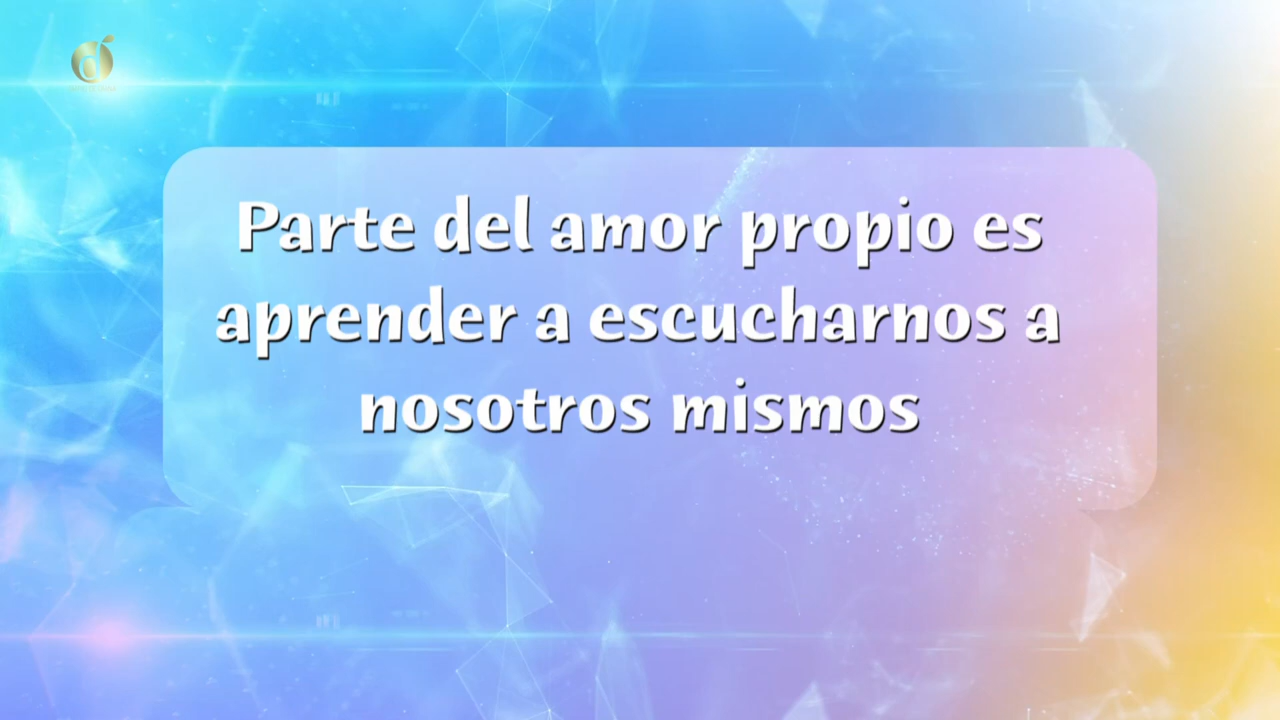 Parte del amor propio es
aprender a escucharnos a
nosotros mismos